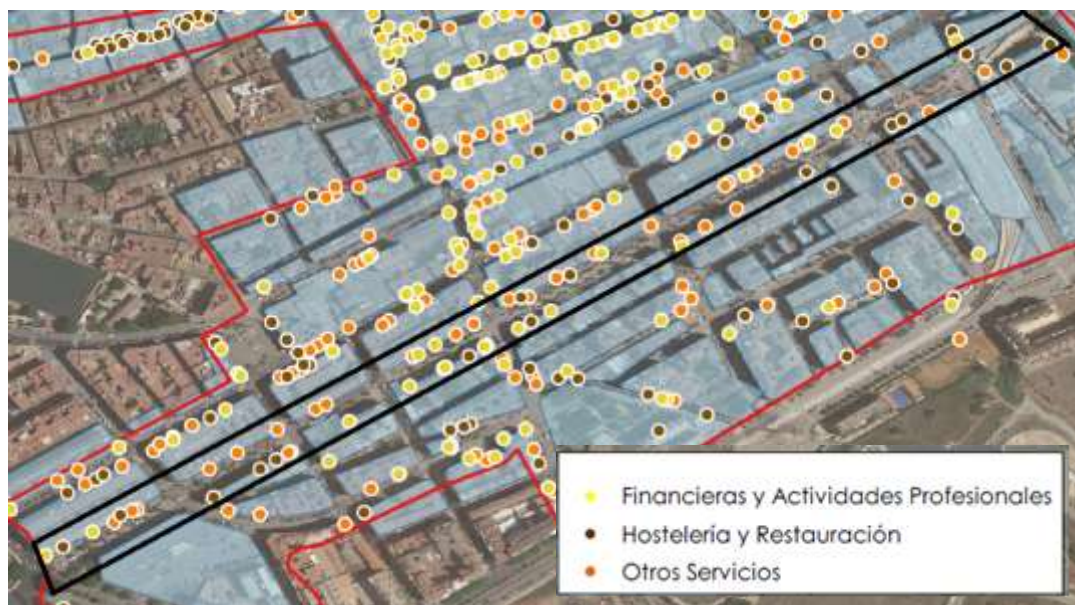 Financieras y Actividades Profesionales
Hostelería y Restauración
Otros Servicios